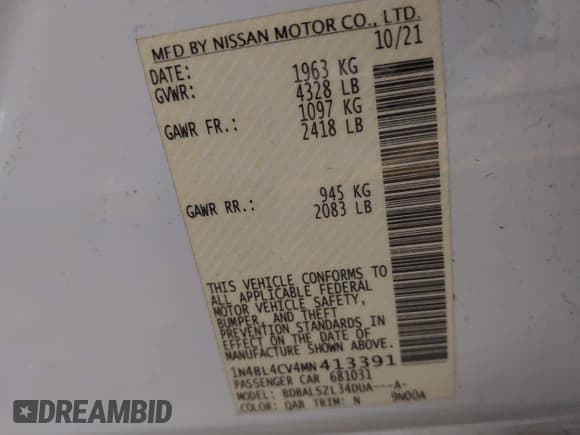 MFD BY NISSAN MOTOR CO., LTD.
10/21
DATE:
GVWR: 1963 KG
4328 LB
GAWR FR.: 1097 KG
2418 LB
GAWR RR.: 945 KG
2083 LB
THIS VEHICLE CONFORMS TO
ALL APPLICABLE FEDERAL
MOTOR VEHICLE SAFETY,
BUMPER, AND THEFT
PREVENTION STANDARDS IN
EFFECT ON THE DATE OF
MANUFACTURE SHOWN ABOVE.
1N4BL4CV4MN413391
PASSENGER CAR 681031
MODEL: BDBALSZL34DUA---A-
COLOR: QAB TRIM: N 9N00A
DREAMBID
DREAMBID